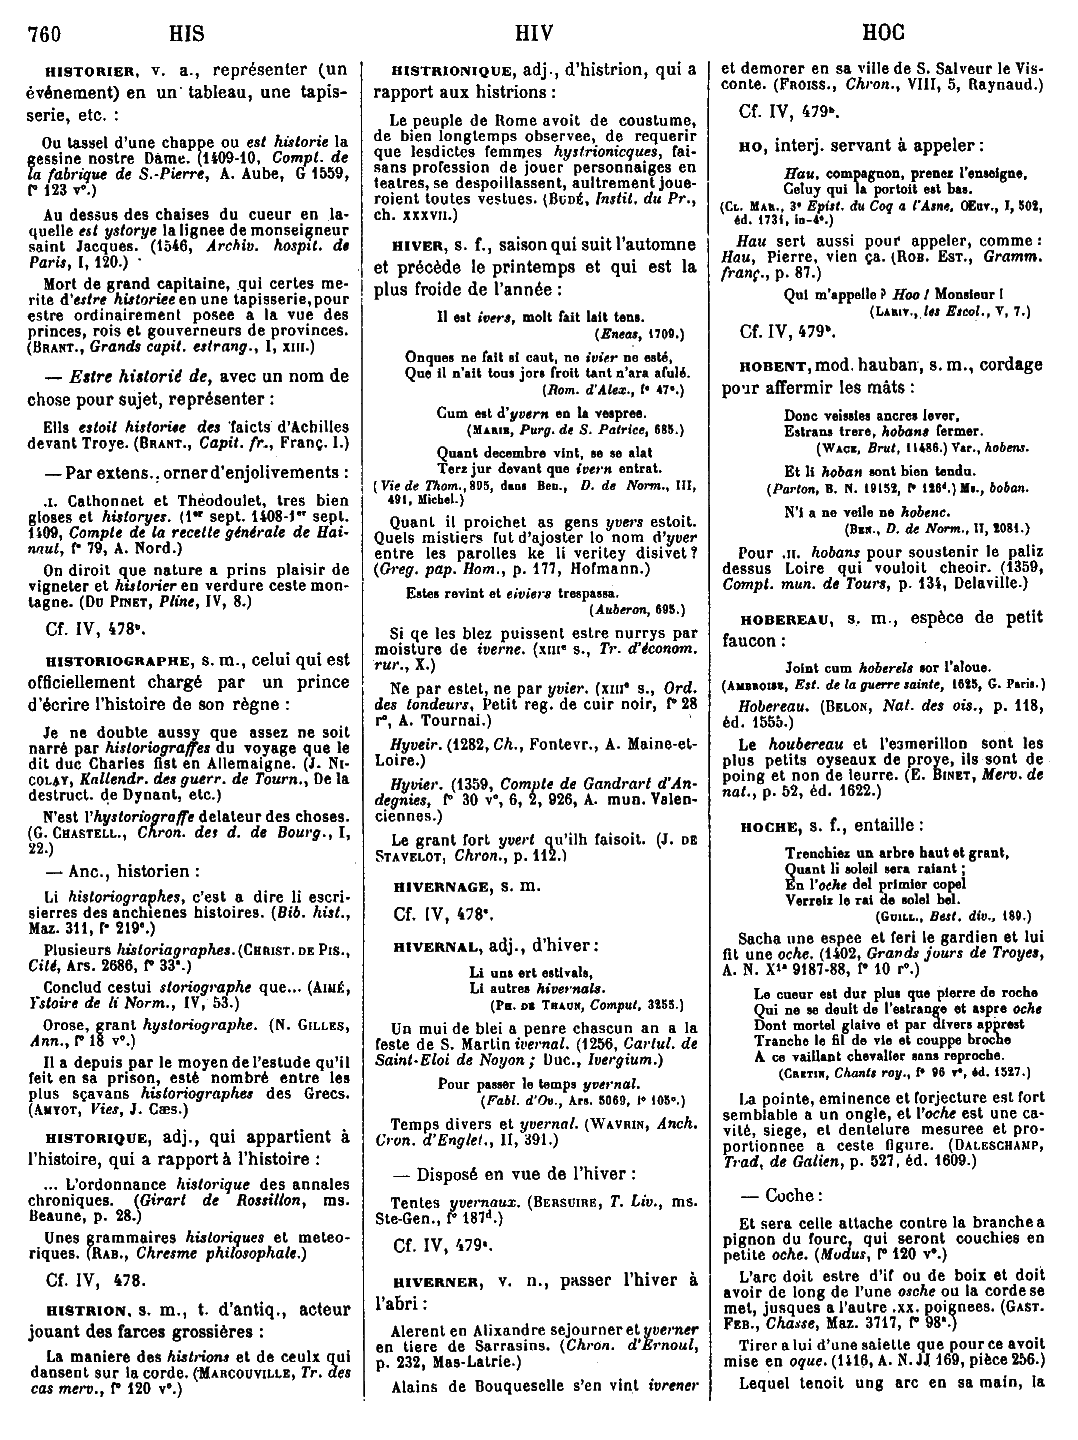 760 HIS HIV HOC
HISTORIER, v. a., représenter (un
événement) en un tableau, une tapis-
serie, etc. :
Ou tassel d'une chappe ou est historie la
gessine nostre Dame. (1409-10, Compt. de
la fabrique de S.-Pierre, A. Aube, G 1559,
f° 123 v°.)
Au dessus des chaises du cueur en la-
quelle est ystorye la lignee de monseigneur
saint Jacques. (1546, Archiv. hospit. de
Paris, I, 120.)
Mort de grand capitaine, qui certes me-
rite d'estre historiee en une tapisserie, pour
estre ordinairement posee a la vue des
princes, rois et gouverneurs de provinces.
(BRANT., Grands capit. estrang., I, XIII.)
— Estre historié de, avec un nom de
chose pour sujet, représenter :
Ells estoit historiee des faicts d'Achilles
devant Troye. (BRANT., Capit. fr., Franç. I.)
— Par extens., orner d'enjolivements :
.I. Cathonnet et Théodoulet, tres bien
gloses et historyes. (1er sept. 1408-1er sept.
1409, Compte de la recette générale de Hai-
naul, f° 79, A. Nord.)
On diroit que nature a prins plaisir de
vigneter et historier en verdure ceste mon-
tagne. (DU PINET, Pline, IV, 8.)
Cf. IV, 478b.
HISTORIOGRAPHE, s. m., celui qui est
officiellement chargé par un prince
d'écrire l'histoire de son règne :
Je ne doubte aussy que assez ne soit
narré par historiograffes du voyage que le
dit duc Charles fist en Allemaigne. (J. NI-
COLAY, Kallendr. des guerr. de Tourn., De la
destruct. de Dynant, etc.)
N'est l'hystoriograffe delateur des choses.
(G. CHASTELL., Chron. des d. de Bourg., I,
22.)
— Anc., historien :
Li historiographes, c'est a dire li escri-
sierres des anchienes histoires. (Bib. hist.,
Maz. 311, f° 219c.)
Plusieurs historiagraphes. (CHRIST. DE PIS.,
Cité, Ars. 2686, f° 33a.)
Conclud cestui storiographe que... (AIMÉ,
Ystoire de li Norm., IV, 53.)
Orose, grant hystoriographe. (N. GILLES,
Ann., f° 18 v°.)
Il a depuis par le moyen de l'estude qu'il
feit en sa prison, esté nombré entre les
plus sçavans historiographes des Grecs.
(AMYOT, Vies, J. Cæs.)
HISTORIQUE, adj., qui appartient à
l'histoire, qui a rapport à l'histoire :
... L'ordonnance historique des annales
chroniques. (Girart de Rossillon, ms.
Beaune, p. 28.)
Unes grammaires historiques et meteo-
riques. (RAB., Chresme philosophale.)
Cf. IV, 478.
HISTRION, s. m., t. d'antiq., acteur
jouant des farces grossières :
La maniere des histrions et de ceulx qui
dansent sur la corde. (MARCOUVILLE, Tr. des
cas merv., f° 120 v°.)
HISTRIONIQUE, adj., d'histrion, qui a
rapport aux histrions :
Le peuple de Rome avoit de coustume,
de bien longtemps observee, de requerir
que lesdictes femmes hystrionicques, fai-
sans profession de jouer personnaiges en
teatres, se despoillassent, aultrement joue-
roient toutes vestues. (BUDÉ, Instit. du Pr.,
ch. XXXVII.)
HIVER, s. f., saison qui suit l'automne
et précède le printemps et qui est la
plus froide de l'année :
Il est ivers, molt fait lait tens.
(Eneas, 1709.)
Onques ne fait si caut, ne ivier ne esté,
Que il n'ait tous jors froit tant n'ara afulé.
(Rom. d'Alex., f° 47c.)
Cum est d'yvern en la vespree.
(MARIE, Purg. de S. Patrice, 685.)
Quant decembre vint, se se alat
Terz jur devant que ivern entrat.
(Vie de Thom., 895, dans Ben., D. de Norm., III,
491, Michel.)
Quant il proichet as gens yvers estoit.
Quels mistiers fut d'ajoster lo nom d'yver
entre les parolles ke li veritey disivet?
(Greg. pap. Hom., p. 177, Hofmann.)
Estes revint et eiviers trespassa.
(Auberon, 695.)
Si qe les blez puissent estre nurrys par
moisture de iverne. (XIIIe s., Tr. d'économ.
rur., X.)
Ne par estet, ne par yvier. (XIIIe s., Ord.
des tondeurs, Petit reg. de cuir noir, f° 28
r°, A. Tournai.)
Hyveir. (1282, Ch., Fontevr., A. Maine-et-
Loire.)
Hyvier. (1359, Compte de Gandrart d'An-
degnies, f° 30 v°, 6, 2, 926, A. mun. Valen-
ciennes.)
Le grant fort yvert qu'ilh faisoit. (J. DE
STAVELOT, Chron., p. 112.)
HIVERNAGE, s. m.
Cf. IV, 478c.
HIVERNAL, adj., d'hiver :
Li uns ert estivals,
Li autres hivernals.
(PH. DE THAUN, Comput, 3255.)
Un mui de blei a penre chascun an a la
feste de S. Martin ivernal. (1256, Cartul. de
Saint-Eloi de Noyon ; Duc., Ivergium.)
Pour passer le temps yvernal.
(Fabl. d'Ov., Ars. 5069, f° 105c.)
Temps divers et yvernal. (WAVRIN, Anch.
Cron. d'Englet., II, 391.)
— Disposé en vue de l'hiver :
Tentes yvernaux. (BERSUIRE, T. Liv., ms.
Ste-Gen., f° 187d.)
Cf. IV, 479a.
HIVERNER, v. n., passer l'hiver à
l'abri :
Alerent en Alixandre sejourner et yverner
en tiere de Sarrasins. (Chron. d'Ernoul,
p. 232, Mas-Latrie.)
Alains de Bouqueselle s'en vint ivrener
et demorer en sa ville de S. Salveur le Vis-
conte. (FROISS., Chron., VIII, 5, Raynaud.)
Cf. IV, 479b.
HO, interj. servant à appeler :
Hau, compagnon, prenez l'enseigne,
Celuy qui la portoit est bas.
(CL. MAR., 3e Epist. du Coq a l'Asne, Œuv., I, 502,
éd. 1731, in-4°.)
Hau sert aussi pour appeler, comme :
Hau, Pierre, vien ça. (ROB. EST., Gramm.
franç., p. 87.)
Qui m'appelle ? Hoo ! Monsieur !
(LARIV., les Escol., V, 7.)
Cf. IV, 479b.
HOBENT, mod. hauban, s. m., cordage
pour affermir les mâts :
Donc veissies ancres lever,
Estrans trere, hobans fermer.
(WACE, Brut, 11486.) Var., hobens.
Et li hoban sont bien tendu.
(Parton, B. N. 19152, f° 126d.) Ms., boban.
N'i a ne veile ne hobenc.
(BEN., D. de Norm., II, 2081.)
Pour .II. hobans pour soustenir le paliz
dessus Loire qui vouloit cheoir. (1359,
Compt. mun. de Tours, p. 134, Delaville.)
HOBEREAU, s. m., espèce de petit
faucon :
Joint cum hoberels sor l'aloue.
(AMBROISE, Est. de la guerre sainte, 1625, G. Paris.)
Hobereau. (BELON, Nat. des ois., p. 118,
éd. 1555.)
Le houbereau et l'esmerillon sont les
plus petits oyseaux de proye, ils sont de
poing et non de leurre. (E. BINET, Merv. de
nat., p. 52, éd. 1622.)
HOCHE, s. f., entaille :
Trenchiez un arbre haut et grant,
Quant li soleil sera raiant ;
En l'oche del primier copel
Verreiz le rai de solel bel.
(GUILL., Best. div., 189.)
Sacha une espee et feri le gardien et lui
fit une oche. (1402, Grands jours de Troyes,
A. N. X1a 9187-88, f° 10 r°.)
Le cueur est dur plus que pierre de roche
Qui ne se deult de l'estrange et aspre oche
Dont mortel glaive et par divers apprest
Tranche le fil de vie et couppe broche
A ce vaillant chevalier sans reproche.
(CRETIN, Chants roy., f° 96 v°, éd. 1527.)
La pointe, eminence et forjecture est fort
semblable a un ongle, et l'oche est une ca-
vité, siege, et dentelure mesuree et pro-
portionnee a ceste figure. (DALESCHAMP,
Trad. de Galien, p. 527, éd. 1609.)
— Coche :
Et sera celle attache contre la branche a
pignon du fourc, qui seront couchies en
petite oche. (Modus, f° 120 v°.)
L'arc doit estre d'if ou de boix et doit
avoir de long de l'une osche ou la corde se
met, jusques a l'autre .xx. poignees. (GAST.
FEB., Chasse, Maz. 3717, f° 98a.)
Tirer a lui d'une saiette que pour ce avoit
mise en oque. (1416, A. N. JJ 169, pièce 256.)
Lequel tenoit ung arc en sa main, la